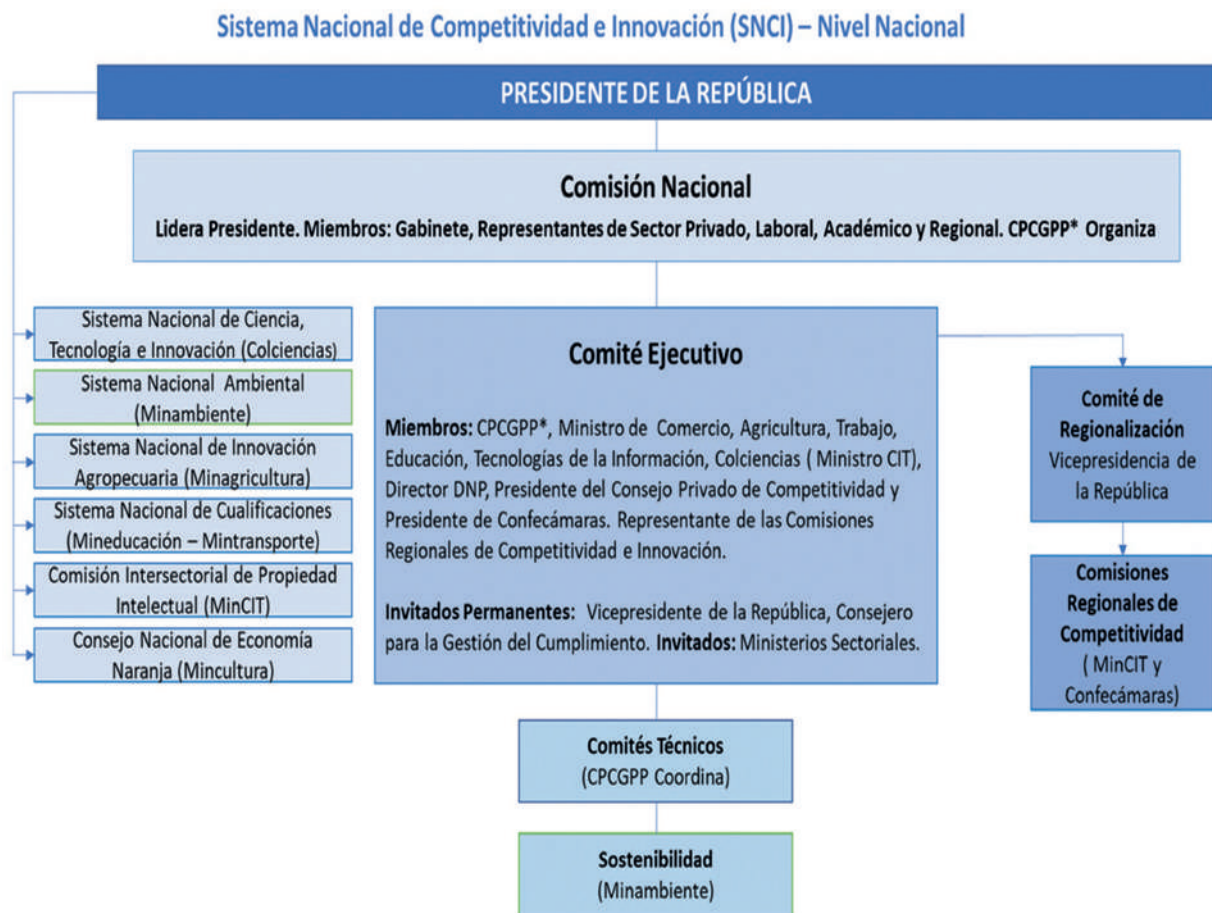 Sistema Nacional de Competitividad e Innovación (SNCI) – Nivel Nacional
PRESIDENTE DE LA REPÚBLICA
Comisión Nacional
Lidera Presidente. Miembros: Gabinete, Representantes de Sector Privado, Laboral, Académico y Regional. CPCGPP* Organiza
Sistema Nacional de Ciencia,
Tecnología e Innovación (Colciencias)
Sistema Nacional Ambiental
(Minambiente)
Sistema Nacional de Innovación
Agropecuaria (Minagricultura)
Sistema Nacional de Cualificaciones
(Mineducación – Mintransporte)
Comisión Intersectorial de Propiedad
Intelectual (MinCIT)
Consejo Nacional de Economía
Naranja (Mincultura)
Comité Ejecutivo
Miembros: CPCGPP*, Ministro de Comercio, Agricultura, Trabajo,
Educación, Tecnologías de la Información, Colciencias ( Ministro CIT),
Director DNP, Presidente del Consejo Privado de Competitividad y
Presidente de Confecámaras. Representante de las Comisiones
Regionales de Competitividad e Innovación.
Invitados Permanentes: Vicepresidente de la República, Consejero
para la Gestión del Cumplimiento. Invitados: Ministerios Sectoriales.
Comité de
Regionalización
Vicepresidencia de
la República
Comisiones
Regionales de
Competitividad
( MinCIT y
Confecámaras)
Comités Técnicos
(CPCGPP Coordina)
Sostenibilidad
(Minambiente)